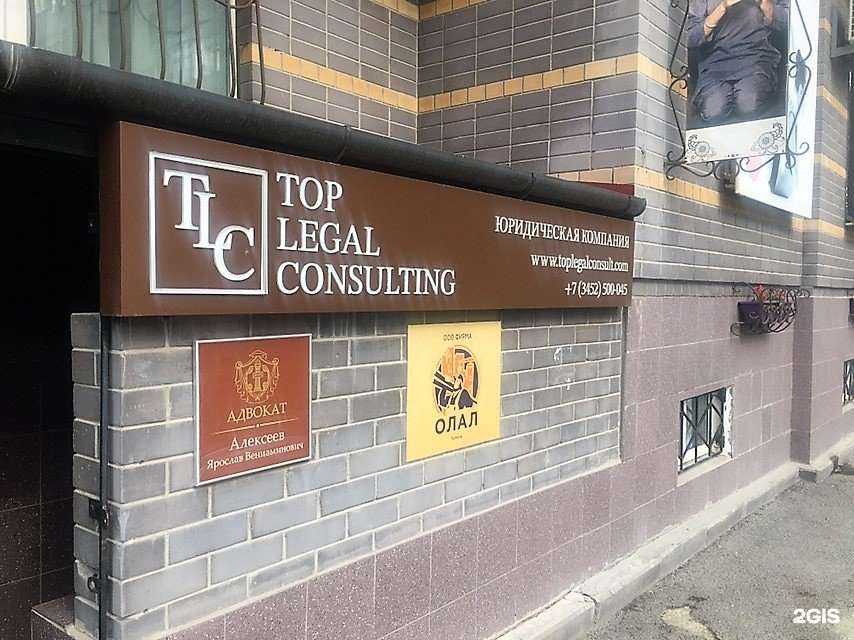 TLC
TOP
LEGAL
CONSULTING
ЮРИДИЧЕСКАЯ КОМПАНИЯ
www.toplegalconsult.com
+7 (3452) 500-045
АДВОКАТ
Алексеев
Ярослав Вениаминович
ООО ФИРМА
ОЛАЛ
2GIS